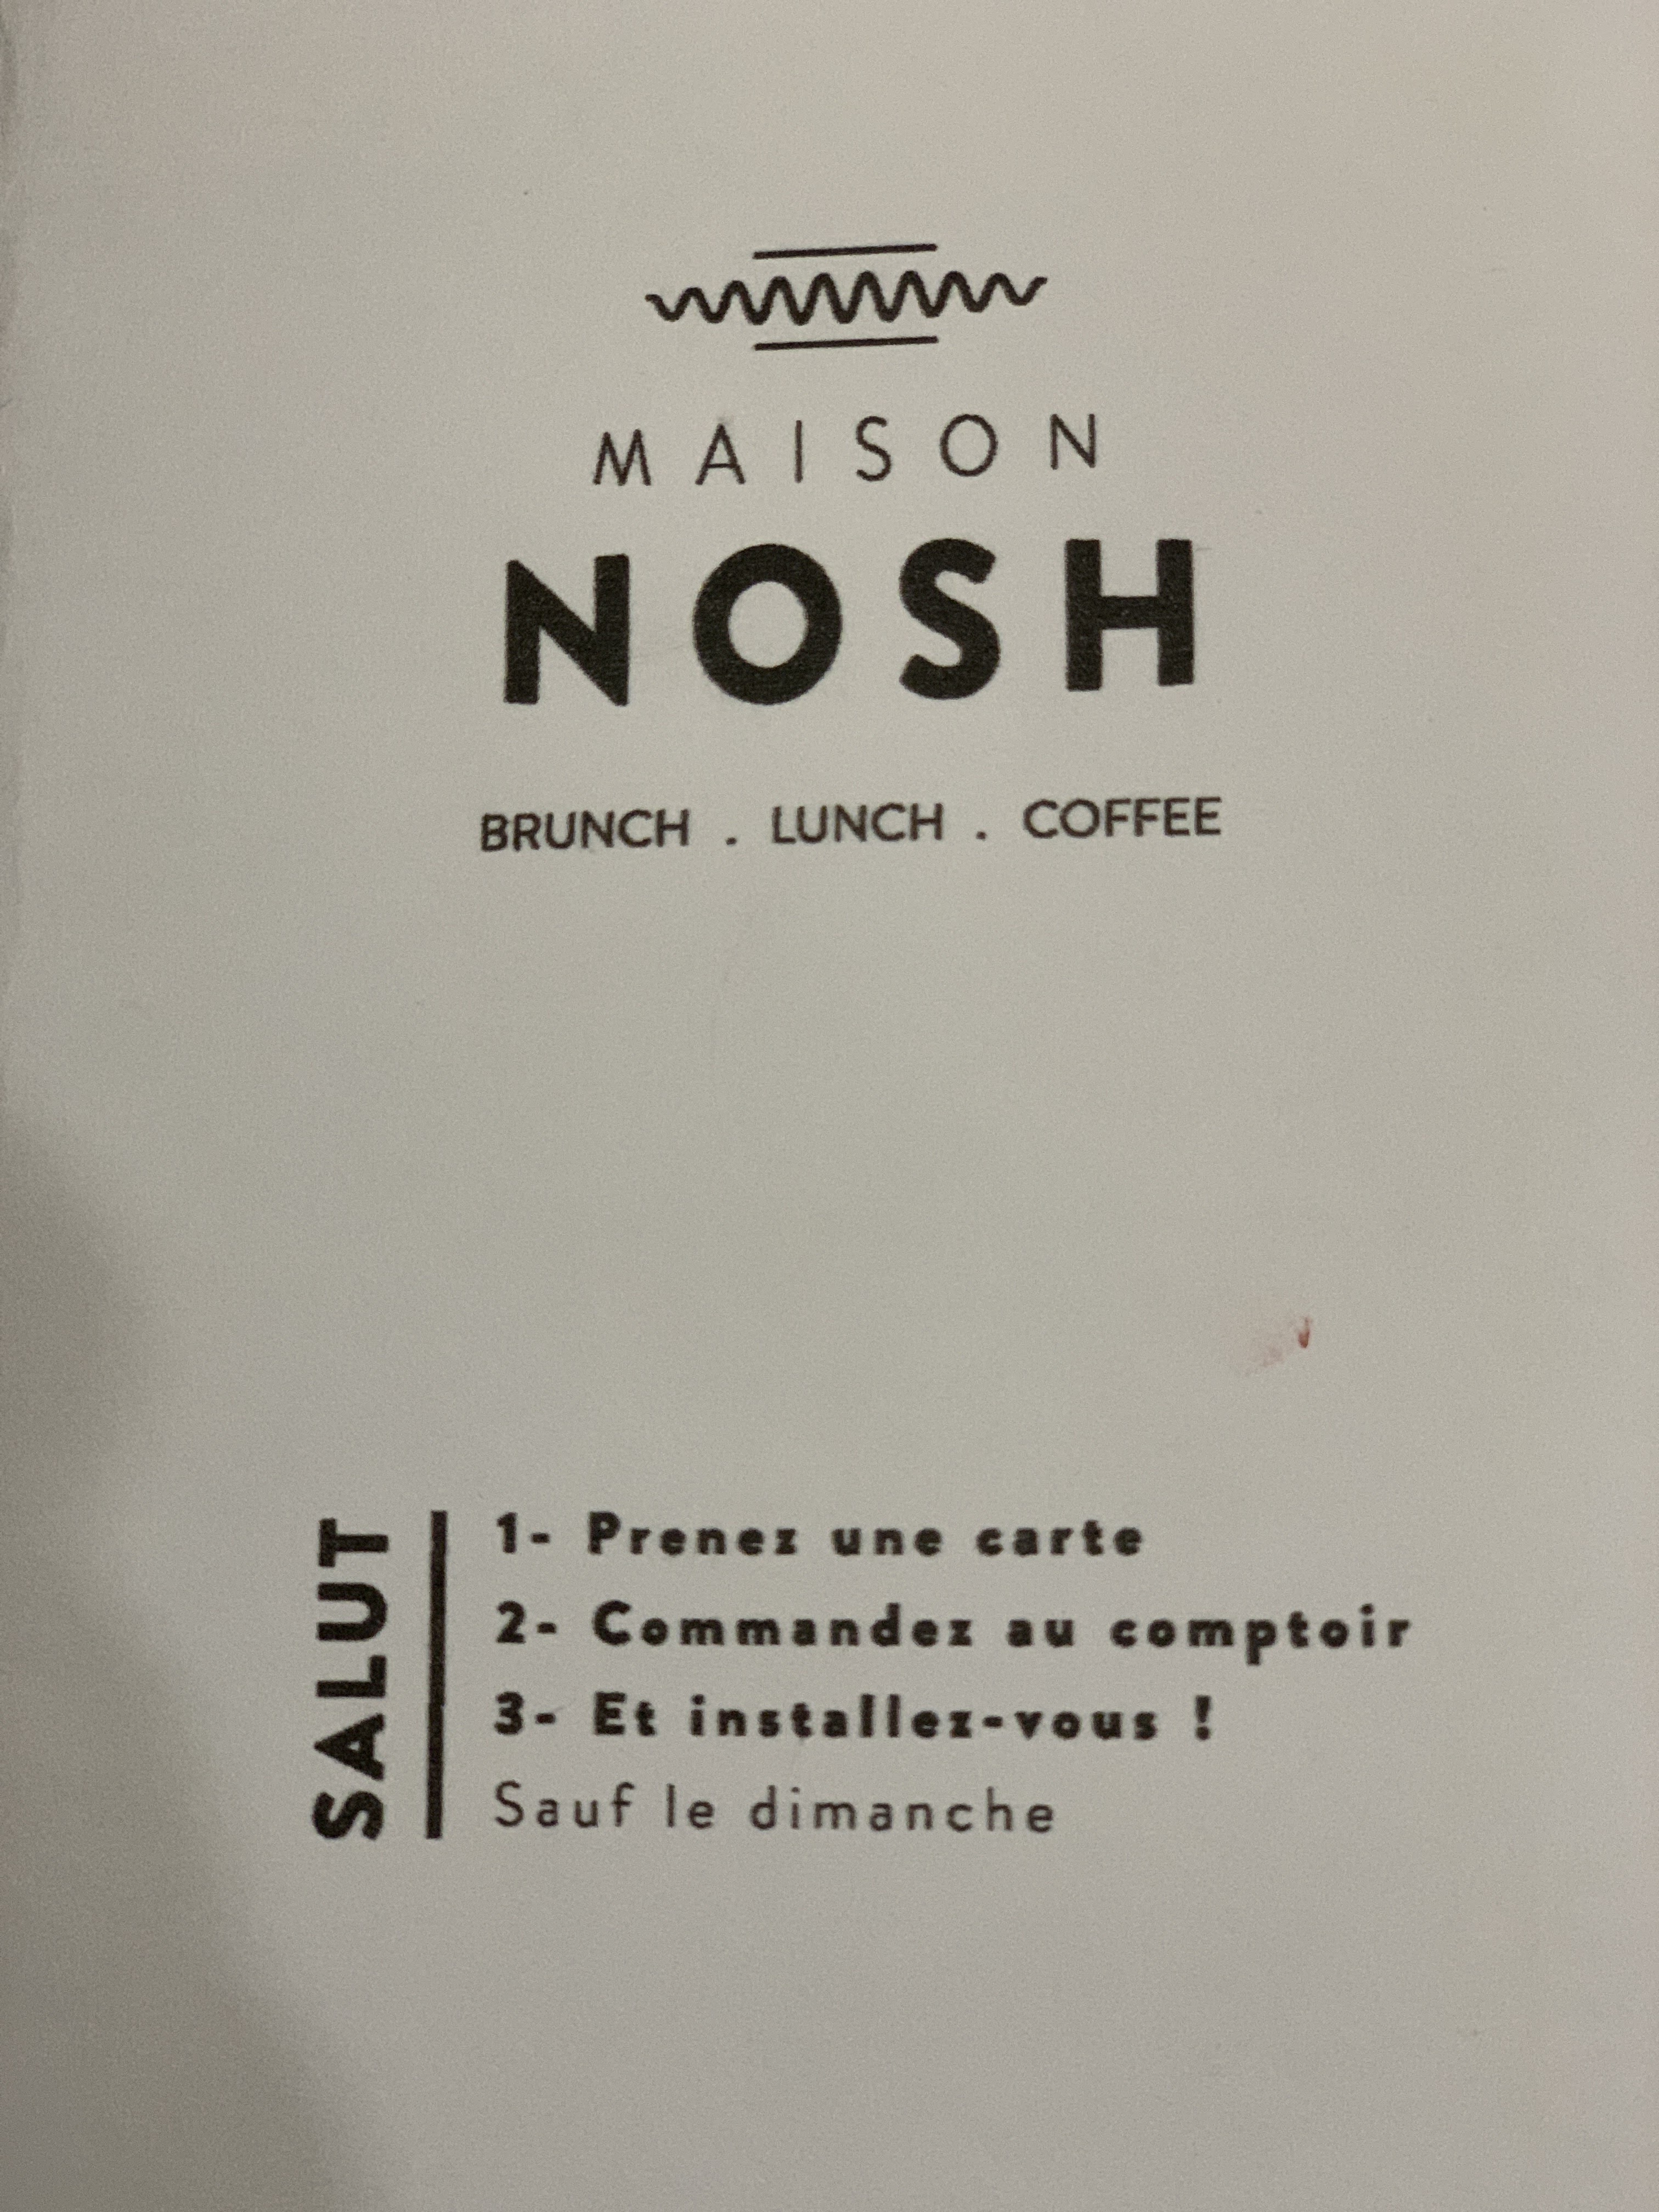 MAISON
NOSH
BRUNCH . LUNCH . COFFEE
SALUT
1- Prenez une carte
2- Commandez au comptoir
3- Et installez-vous !
Sauf le dimanche